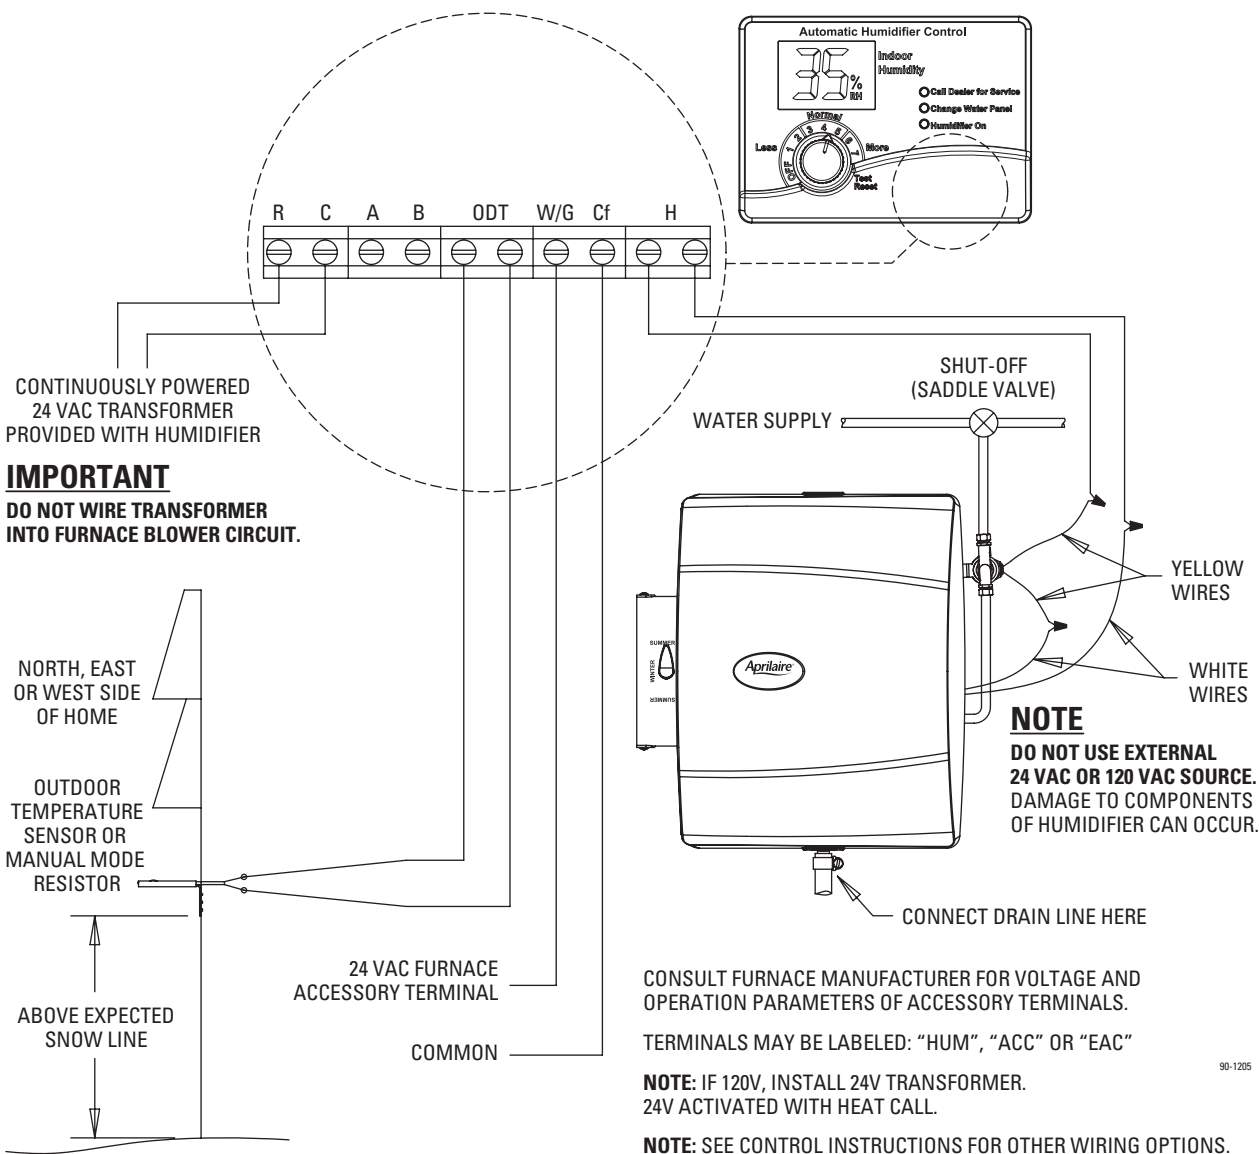 Automatic Humidifier Control
35 % RH
Indoor
Humidity
Call Dealer for Service
Change Water Panel
Humidifier On
Normal
Less
More
OFF 1 2 3 4 5 6 7
Test
Reset
R C A B ODT W/G Cf H
CONTINUOUSLY POWERED
24 VAC TRANSFORMER
PROVIDED WITH HUMIDIFIER
IMPORTANT
DO NOT WIRE TRANSFORMER
INTO FURNACE BLOWER CIRCUIT.
SHUT-OFF
(SADDLE VALVE)
WATER SUPPLY
YELLOW
WIRES
WHITE
WIRES
SUMMER
WINTER
SUMMER
Aprilaire
NORTH, EAST
OR WEST SIDE
OF HOME
OUTDOOR
TEMPERATURE
SENSOR OR
MANUAL MODE
RESISTOR
ABOVE EXPECTED
SNOW LINE
NOTE
DO NOT USE EXTERNAL
24 VAC OR 120 VAC SOURCE.
DAMAGE TO COMPONENTS
OF HUMIDIFIER CAN OCCUR.
CONNECT DRAIN LINE HERE
24 VAC FURNACE
ACCESSORY TERMINAL
COMMON
CONSULT FURNACE MANUFACTURER FOR VOLTAGE AND
OPERATION PARAMETERS OF ACCESSORY TERMINALS.
TERMINALS MAY BE LABELED: “HUM”, “ACC” OR “EAC”
90-1205
NOTE: IF 120V, INSTALL 24V TRANSFORMER.
24V ACTIVATED WITH HEAT CALL.
NOTE: SEE CONTROL INSTRUCTIONS FOR OTHER WIRING OPTIONS.